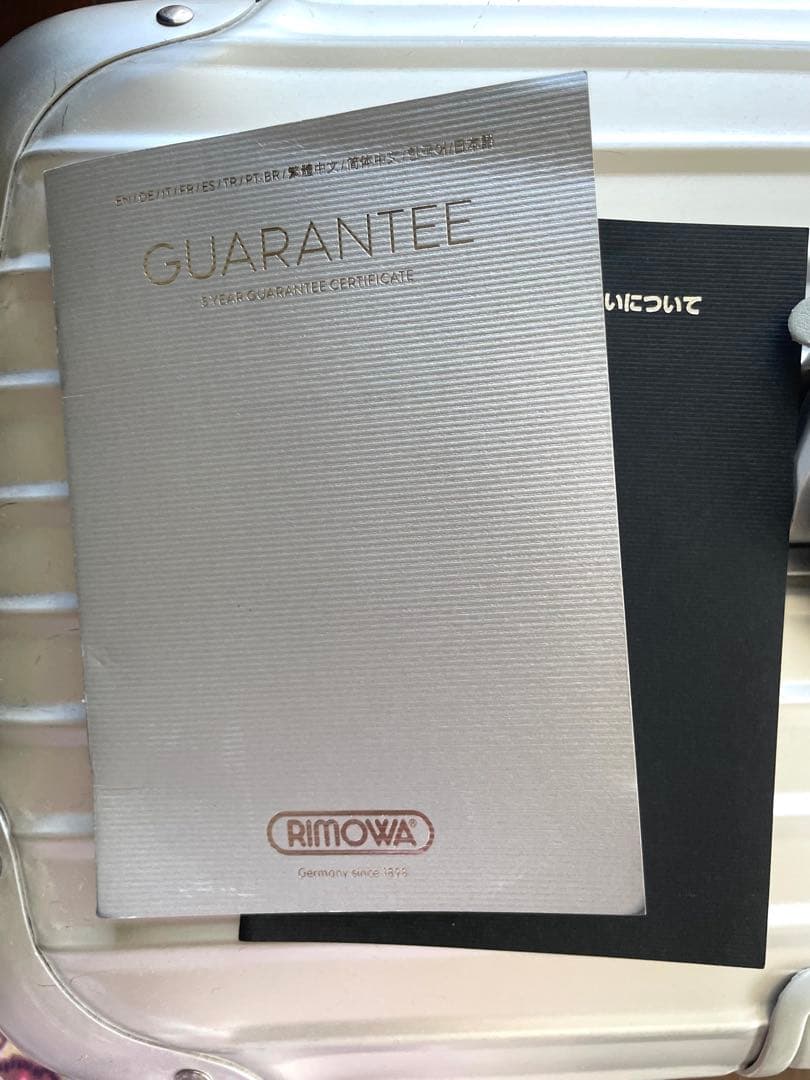 EN/DE/IT/FR/ES/TR/PT-BR/繁體中文/简体中文/한국어/日本語
GUARANTEE
5 YEAR GUARANTEE CERTIFICATE
いについて
RIMOWA®
Germany since 1898